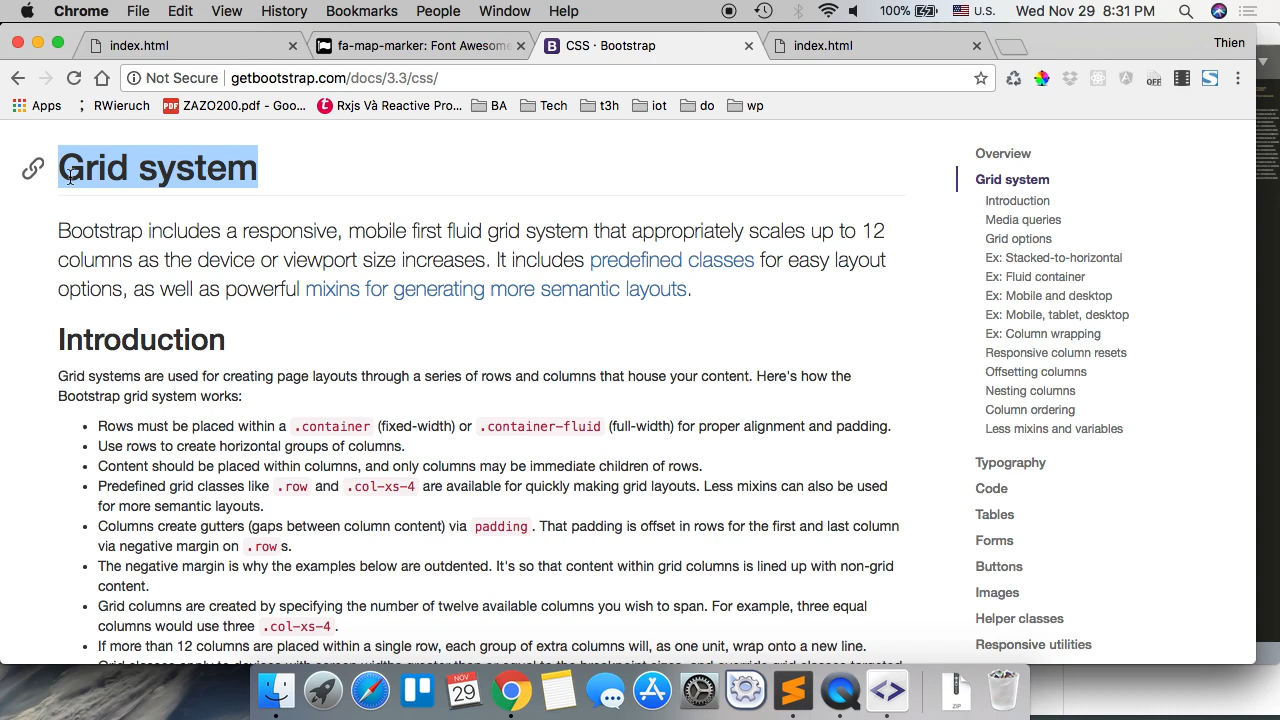 Chrome File Edit View History Bookmarks People Window Help 100% U.S. Wed Nov 29 8:31 PM
index.html fa-map-marker: Font Awesome CSS · Bootstrap index.html Thien
Not Secure getbootstrap.com/docs/3.3/css/ OFF
Apps RWieruch ZAZO200.pdf - Goo... Rxjs Và Reactive Pro... BA Tech t3h iot do wp
Grid system
Bootstrap includes a responsive, mobile first fluid grid system that appropriately scales up to 12
columns as the device or viewport size increases. It includes predefined classes for easy layout
options, as well as powerful mixins for generating more semantic layouts.
Introduction
Grid systems are used for creating page layouts through a series of rows and columns that house your content. Here's how the
Bootstrap grid system works:
• Rows must be placed within a .container (fixed-width) or .container-fluid (full-width) for proper alignment and padding.
• Use rows to create horizontal groups of columns.
• Content should be placed within columns, and only columns may be immediate children of rows.
• Predefined grid classes like .row and .col-xs-4 are available for quickly making grid layouts. Less mixins can also be used
for more semantic layouts.
• Columns create gutters (gaps between column content) via padding. That padding is offset in rows for the first and last column
via negative margin on .row s.
• The negative margin is why the examples below are outdented. It's so that content within grid columns is lined up with non-grid
content.
• Grid columns are created by specifying the number of twelve available columns you wish to span. For example, three equal
columns would use three .col-xs-4.
• If more than 12 columns are placed within a single row, each group of extra columns will, as one unit, wrap onto a new line.
Overview
Grid system
Introduction
Media queries
Grid options
Ex: Stacked-to-horizontal
Ex: Fluid container
Ex: Mobile and desktop
Ex: Mobile, tablet, desktop
Ex: Column wrapping
Responsive column resets
Offsetting columns
Nesting columns
Column ordering
Less mixins and variables
Typography
Code
Tables
Forms
Buttons
Images
Helper classes
Responsive utilities
NOV
29
ZIP